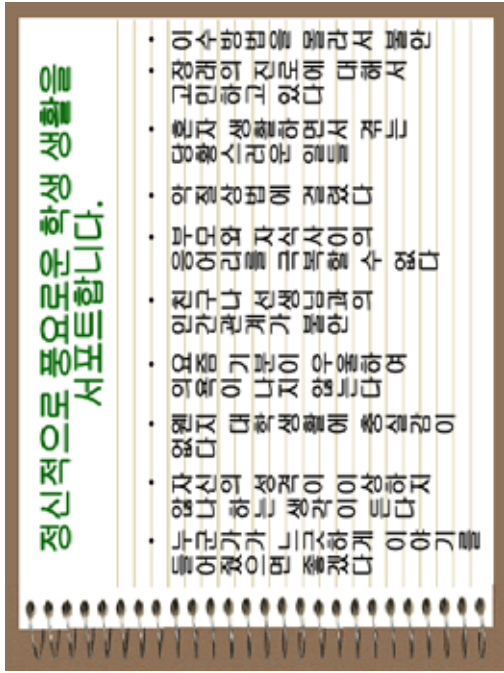 정신적으로 풍요로운 학생 생활을
서포트합니다.
• 이수방법을 몰라서 불안
• 장래의 진로에 대해서
고민하고 있다
• 혼자 생활하면서 겪는
당황스러운 일들
• 악질상법에 걸렸다
• 부모와 자식사이의
응어리를 극복할 수 없다
• 친구나 선생님과의
인간관계가 불안
• 요즘 기분이 우울하여
의욕이 나지 않는다
• 웬지 대학생활에 충실감이
없다
• 자신의 성격이 이상하지
않나 하는 생각이 든다
• 누군가가 느긋하게 이야기를
들어줬으면 좋겠다